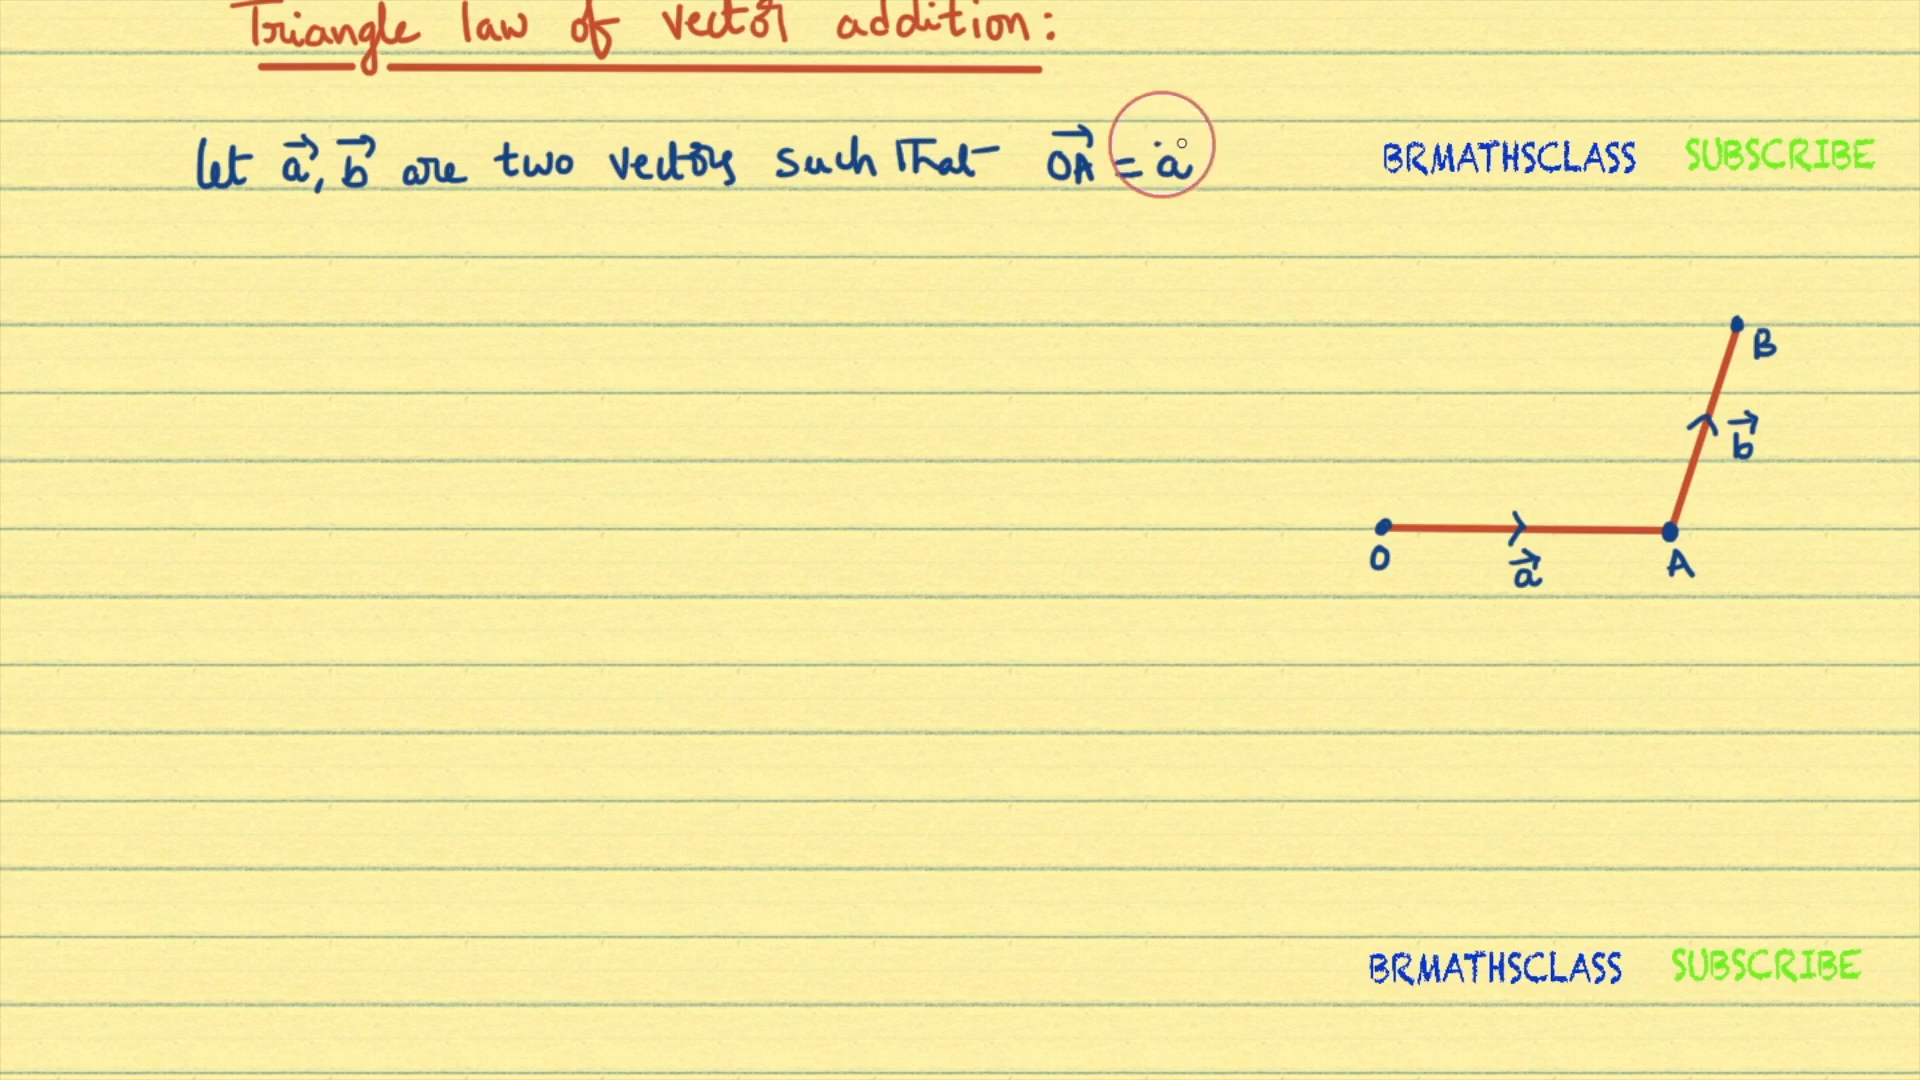 Triangle law of vector addition:
let a⃗, b⃗ are two vectors such that OA⃗ = a
BRMATHSCLASS SUBSCRIBE
B
b⃗
O A
a⃗
BRMATHSCLASS SUBSCRIBE